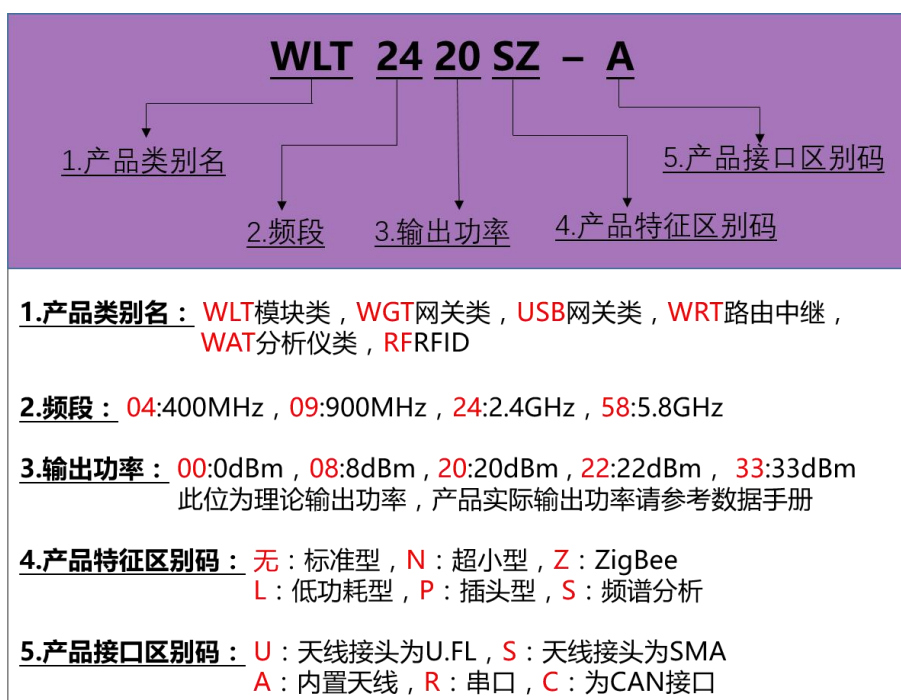 WLT 24 20 SZ – A
1.产品类别名
5.产品接口区别码
2.频段
3.输出功率
4.产品特征区别码
1.产品类别名： WLT模块类，WGT网关类，USB网关类，WRT路由中继，
WAT分析仪类，RFRFID
2.频段： 04:400MHz，09:900MHz，24:2.4GHz，58:5.8GHz
3.输出功率： 00:0dBm，08:8dBm，20:20dBm，22:22dBm， 33:33dBm
此位为理论输出功率，产品实际输出功率请参考数据手册
4.产品特征区别码： 无：标准型，N：超小型，Z：ZigBee
L：低功耗型，P：插头型，S：频谱分析
5.产品接口区别码： U：天线接头为U.FL，S：天线接头为SMA
A：内置天线，R：串口，C：为CAN接口